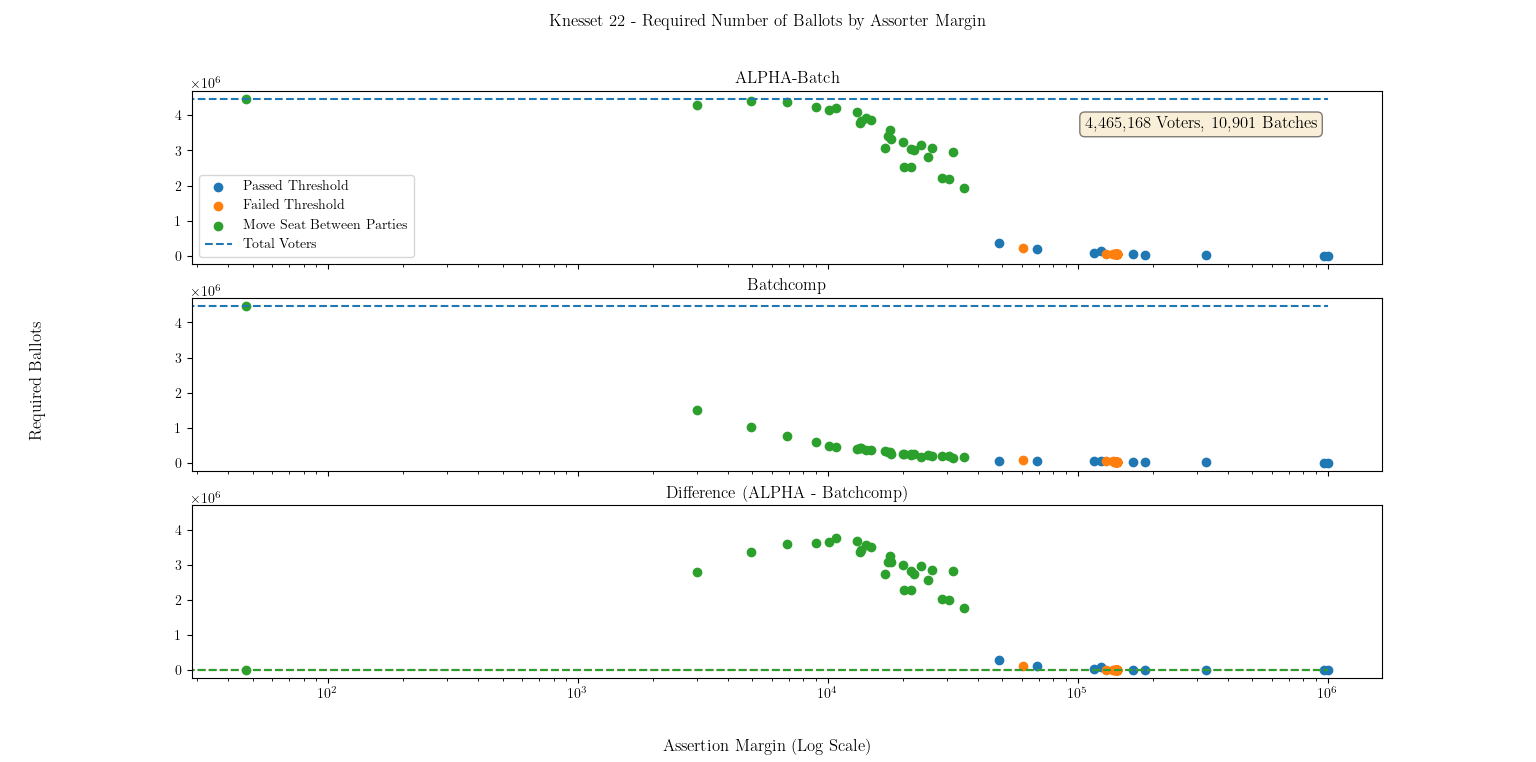 Knesset 22 - Required Number of Ballots by Assorter Margin
ALPHA-Batch
×10⁶
4
3
2
1
0
4,465,168 Voters, 10,901 Batches
Passed Threshold
Failed Threshold
Move Seat Between Parties
Total Voters
Batchcomp
×10⁶
4
3
2
1
0
Required Ballots
Difference (ALPHA - Batchcomp)
×10⁶
4
3
2
1
0
10² 10³ 10⁴ 10⁵ 10⁶
Assertion Margin (Log Scale)